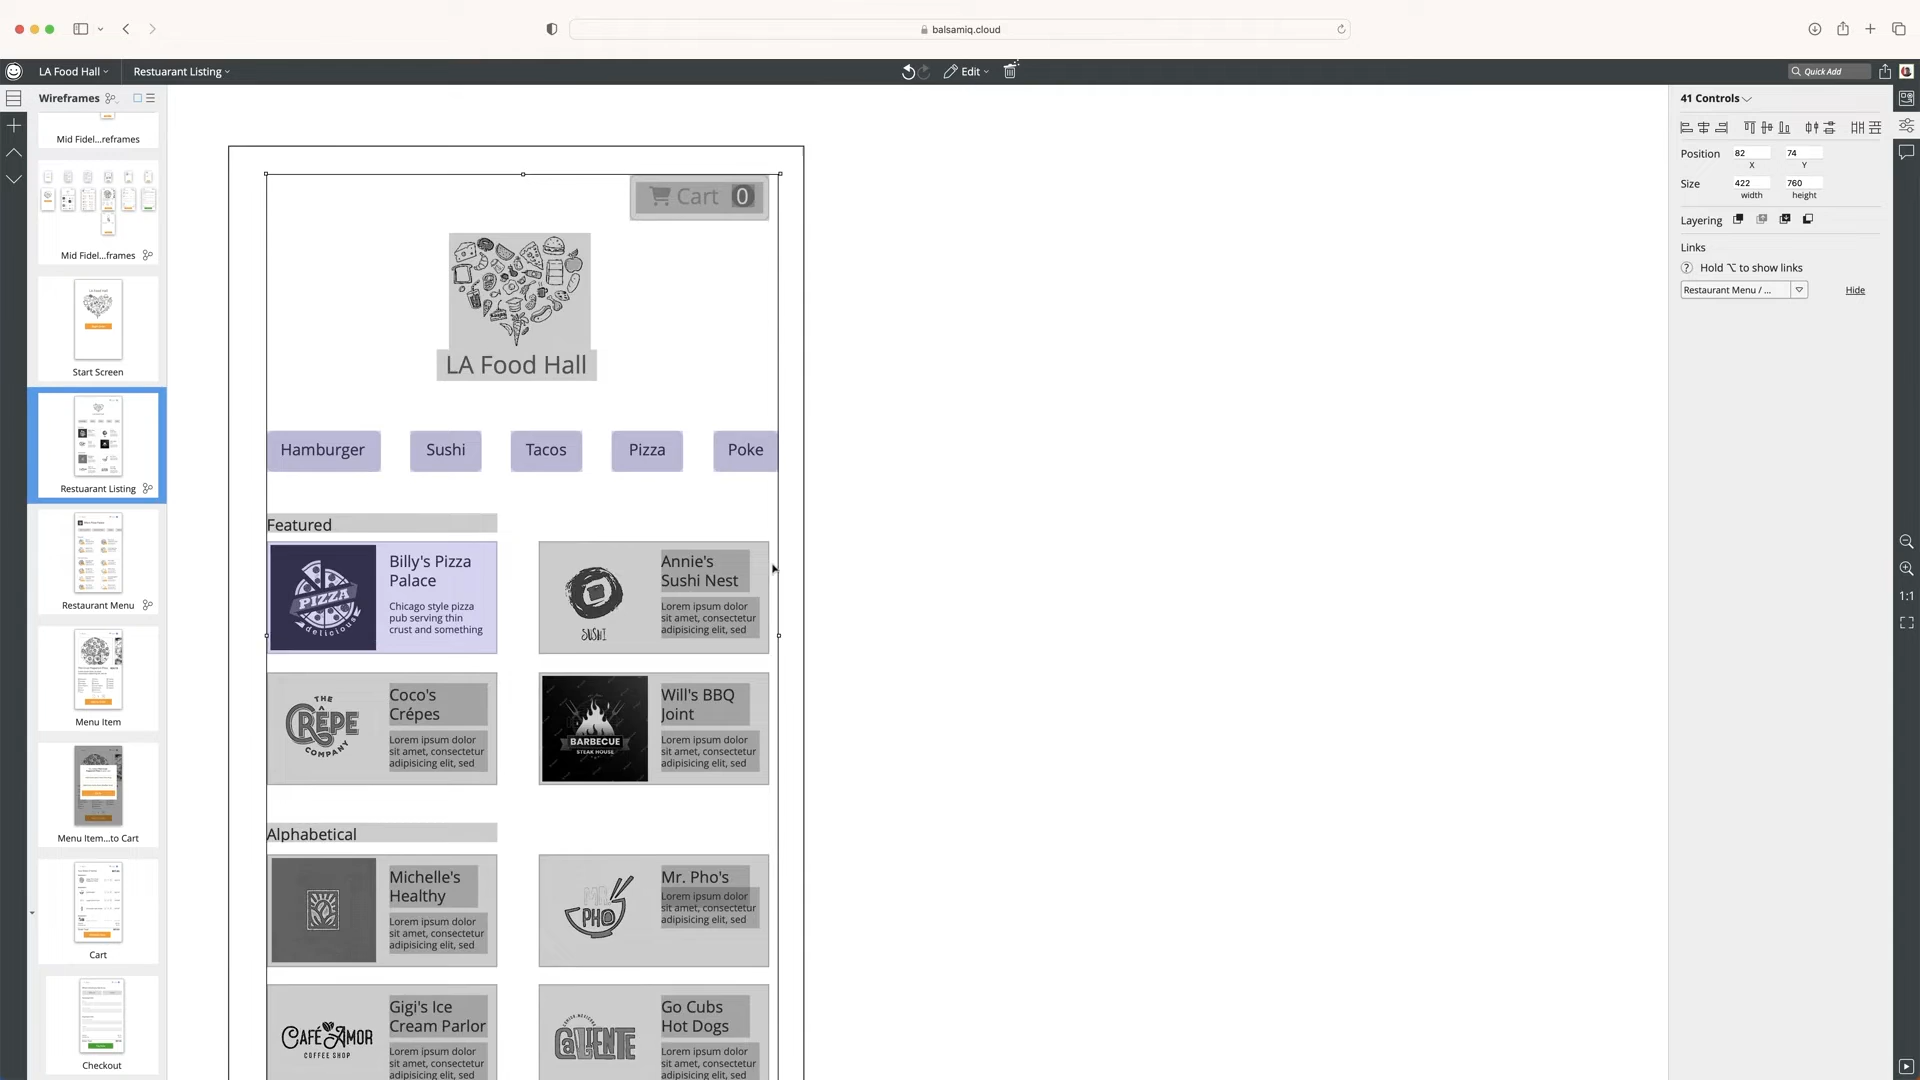 balsamiq.cloud
LA Food Hall
Restuarant Listing
Edit
Quick Add
Wireframes
Mid Fidel...reframes
Mid Fidel...frames
Start Screen
Restuarant Listing
Restaurant Menu
Menu Item
Menu Item...to Cart
Cart
Checkout
Cart 0
LA Food Hall
Hamburger
Sushi
Tacos
Pizza
Poke
Featured
Billy's Pizza
Palace
Chicago style pizza
pub serving thin
crust and something
PIZZA
delicious
Annie's
Sushi Nest
Lorem ipsum dolor
sit amet, consectetur
adipisicing elit, sed
SUSHI
Coco's
Crépes
Lorem ipsum dolor
sit amet, consectetur
adipisicing elit, sed
THE
CRÊPE
COMPANY
Will's BBQ
Joint
Lorem ipsum dolor
sit amet, consectetur
adipisicing elit, sed
BARBECUE
STEAK HOUSE
Alphabetical
Michelle's
Healthy
Lorem ipsum dolor
sit amet, consectetur
adipisicing elit, sed
Mr. Pho's
Lorem ipsum dolor
sit amet, consectetur
adipisicing elit, sed
MR.
PHO
Gigi's Ice
Cream Parlor
Lorem ipsum dolor
sit amet, consectetur
adipisicing elit, sed
CAFÉ AMOR
COFFEE SHOP
Go Cubs
Hot Dogs
Lorem ipsum dolor
sit amet, consectetur
adipisicing elit, sed
CALIENTE
41 Controls
Position 82 74
X Y
Size 422 760
width height
Layering
Links
? Hold ⌥ to show links
Restaurant Menu / ...
Hide
1:1